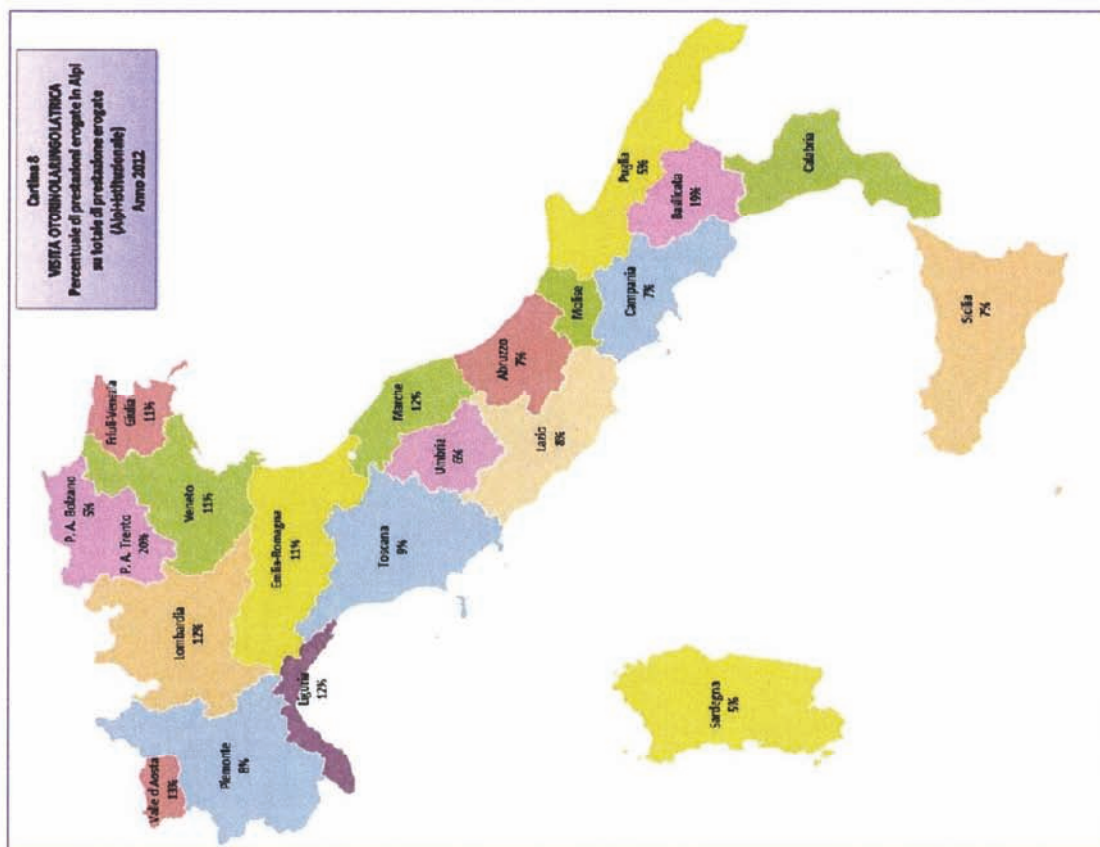 Cartina 8
VISITA OTORINOLARINGOLATRICA
Percentuale di prestazioni erogate in Alpi
su totale di prestazione erogate
(Alpi+Istituzionale)
Anno 2012
P. A. Bolzano
5%
P. A. Trento
20%
Friuli-Venezia
Giulia
11%
Valle d'Aosta
13%
Piemonte
8%
Lombardia
12%
Veneto
11%
Liguria
12%
Emilia-Romagna
11%
Toscana
9%
Marche
12%
Umbria
6%
Lazio
8%
Abruzzo
7%
Molise
Campania
7%
Puglia
5%
Basilicata
19%
Calabria
Sicilia
7%
Sardegna
5%